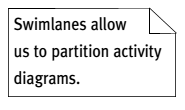 Swimlanes allow
us to partition activity
diagrams.